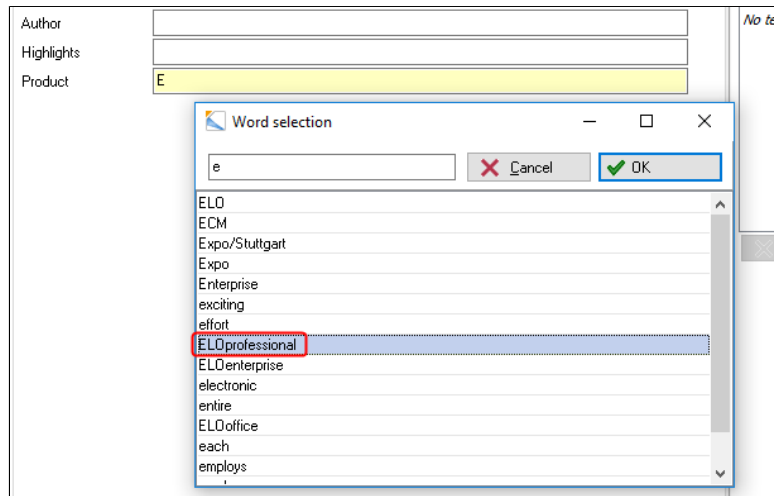 Author
No te
Highlights
Product E
Word selection
e Cancel OK
ELO
ECM
Expo/Stuttgart
Expo
Enterprise
exciting
effort
ELOprofessional
ELOenterprise
electronic
entire
ELOoffice
each
employs